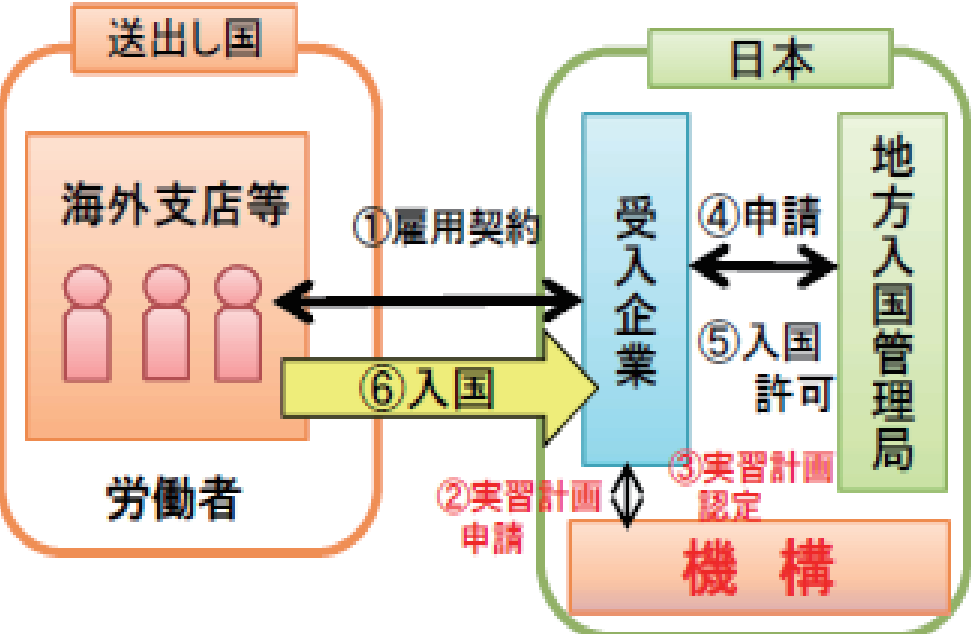 送出し国
海外支店等
労働者
①雇用契約
⑥入国
日本
受入企業
④申請
⑤入国
許可
地方入国管理局
②実習計画
申請
③実習計画
認定
機 構